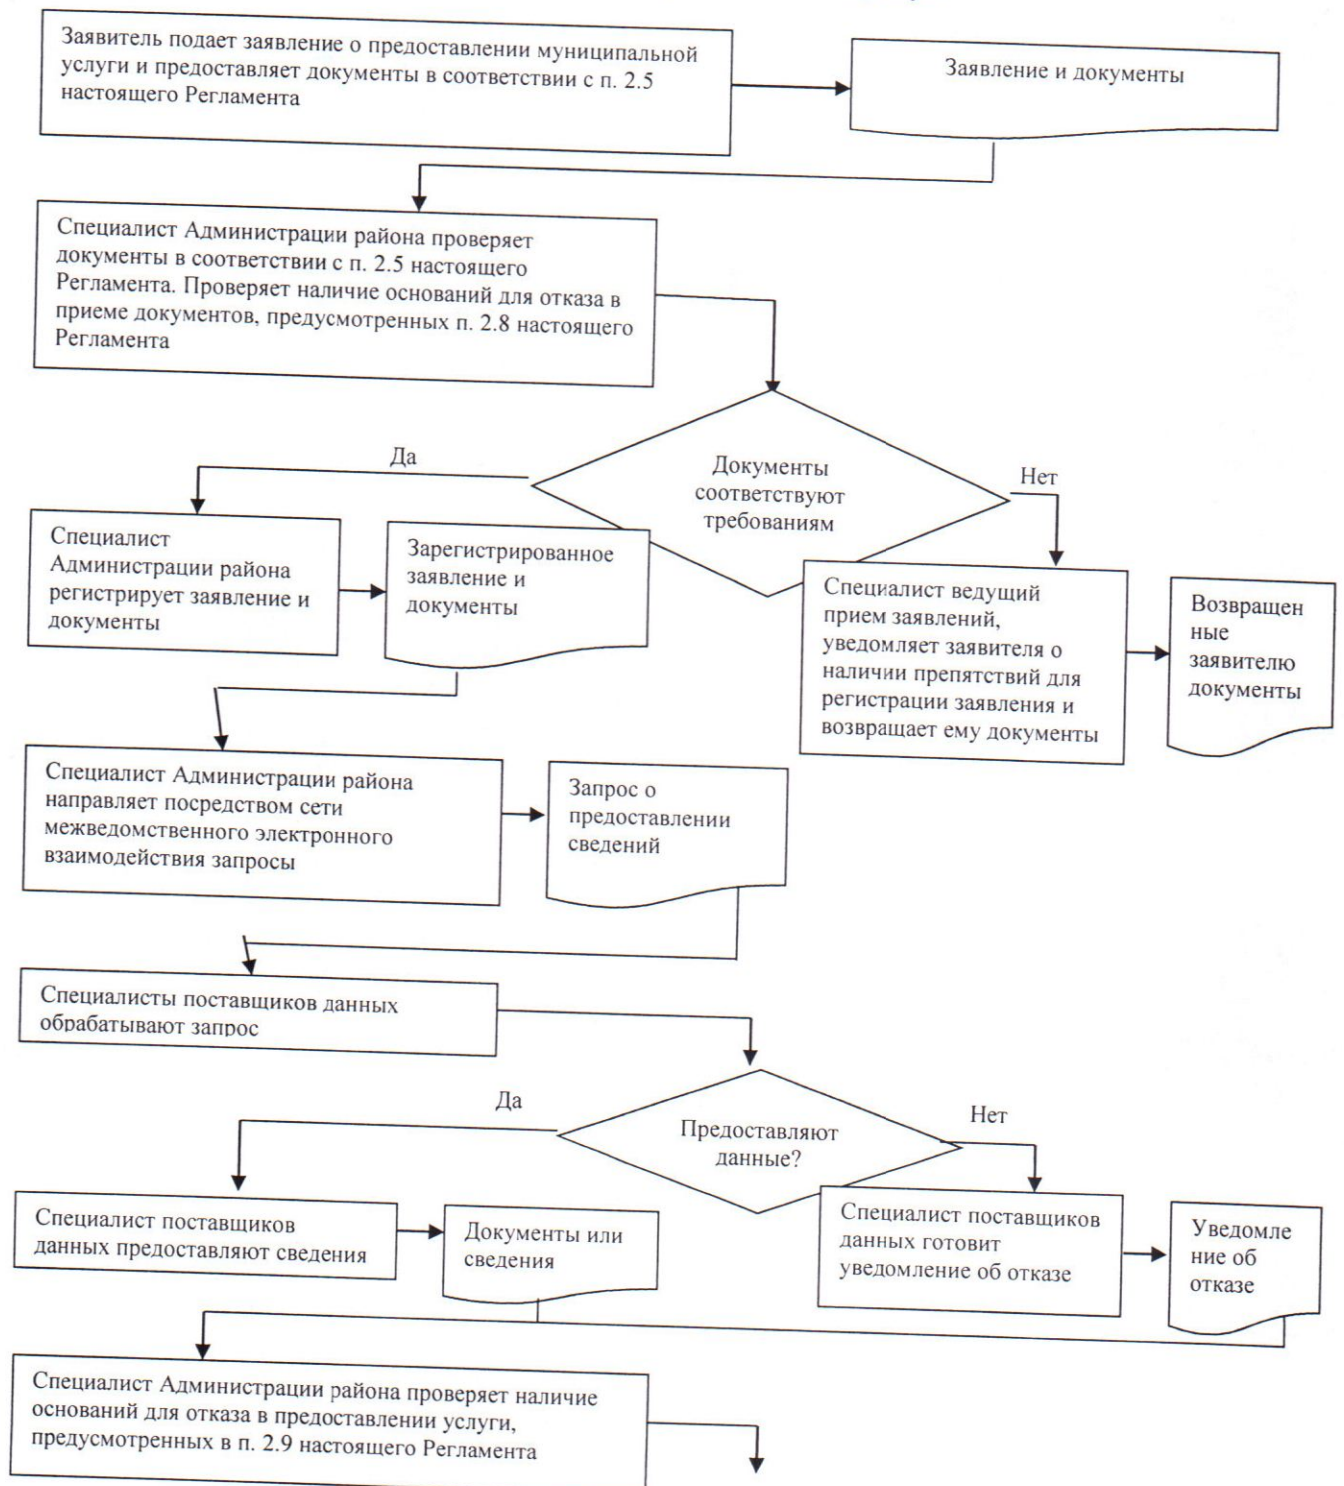 Заявитель подает заявление о предоставлении муниципальной
услуги и предоставляет документы в соответствии с п. 2.5
настоящего Регламента
Заявление и документы
Специалист Администрации района проверяет
документы в соответствии с п. 2.5 настоящего
Регламента. Проверяет наличие оснований для отказа в
приеме документов, предусмотренных п. 2.8 настоящего
Регламента
Да
Документы
соответствуют
требованиям
Нет
Специалист
Администрации района
регистрирует заявление и
документы
Зарегистрированное
заявление и
документы
Специалист ведущий
прием заявлений,
уведомляет заявителя о
наличии препятствий для
регистрации заявления и
возвращает ему документы
Возвращен
ные
заявителю
документы
Специалист Администрации района
направляет посредством сети
межведомственного электронного
взаимодействия запросы
Запрос о
предоставлении
сведений
Специалисты поставщиков данных
обрабатывают запрос
Да
Предоставляют
данные?
Нет
Специалист поставщиков
данных предоставляют сведения
Документы или
сведения
Специалист поставщиков
данных готовит
уведомление об отказе
Уведомле
ние об
отказе
Специалист Администрации района проверяет наличие
оснований для отказа в предоставлении услуги,
предусмотренных в п. 2.9 настоящего Регламента